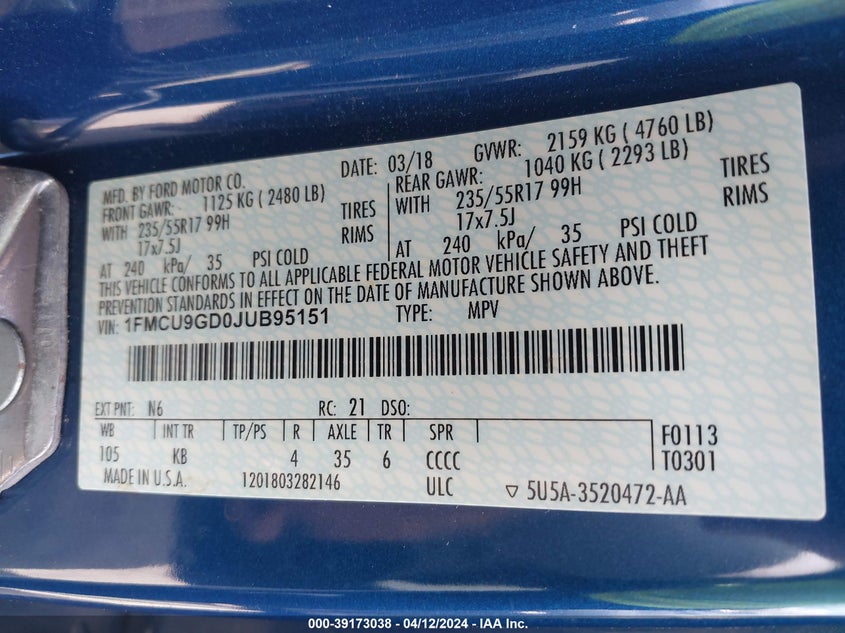 MFD. BY FORD MOTOR CO. DATE: 03/18 GVWR: 2159 KG ( 4760 LB)
FRONT GAWR: 1125 KG ( 2480 LB) REAR GAWR: 1040 KG ( 2293 LB)
WITH 235/55R17 99H TIRES WITH 235/55R17 99H TIRES
17x7.5J RIMS 17x7.5J RIMS
AT 240 kPa/ 35 PSI COLD AT 240 kPa/ 35 PSI COLD
THIS VEHICLE CONFORMS TO ALL APPLICABLE FEDERAL MOTOR VEHICLE SAFETY AND THEFT
PREVENTION STANDARDS IN EFFECT ON THE DATE OF MANUFACTURE SHOWN ABOVE.
VIN: 1FMCU9GD0JUB95151 TYPE: MPV
EXT PNT: N6 RC: 21 DSO:
WB INT TR TP/PS R AXLE TR SPR F0113
105 KB 4 35 6 CCCC T0301
MADE IN U.S.A. 1201803282146 ULC ▽ 5U5A-3520472-AA
000-39173038 - 04/12/2024 - IAA Inc.